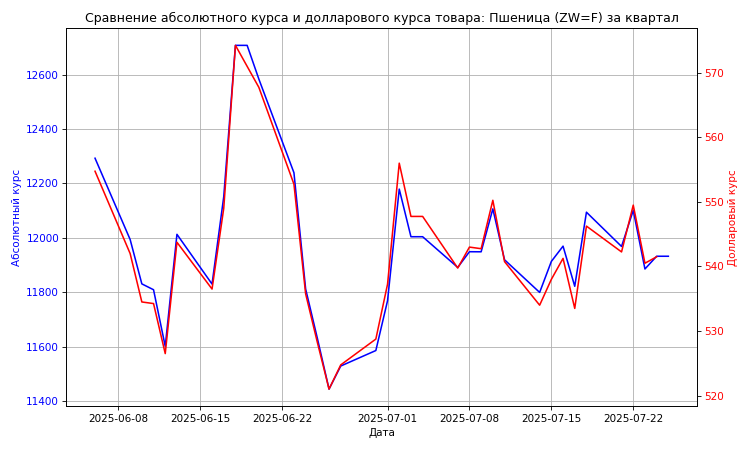 Сравнение абсолютного курса и долларового курса товара: Пшеница (ZW=F) за квартал
Абсолютный курс
12600
12400
12200
12000
11800
11600
11400
570
560
550
540
530
520
Долларовый курс
2025-06-08 2025-06-15 2025-06-22 2025-07-01 2025-07-08 2025-07-15 2025-07-22
Дата